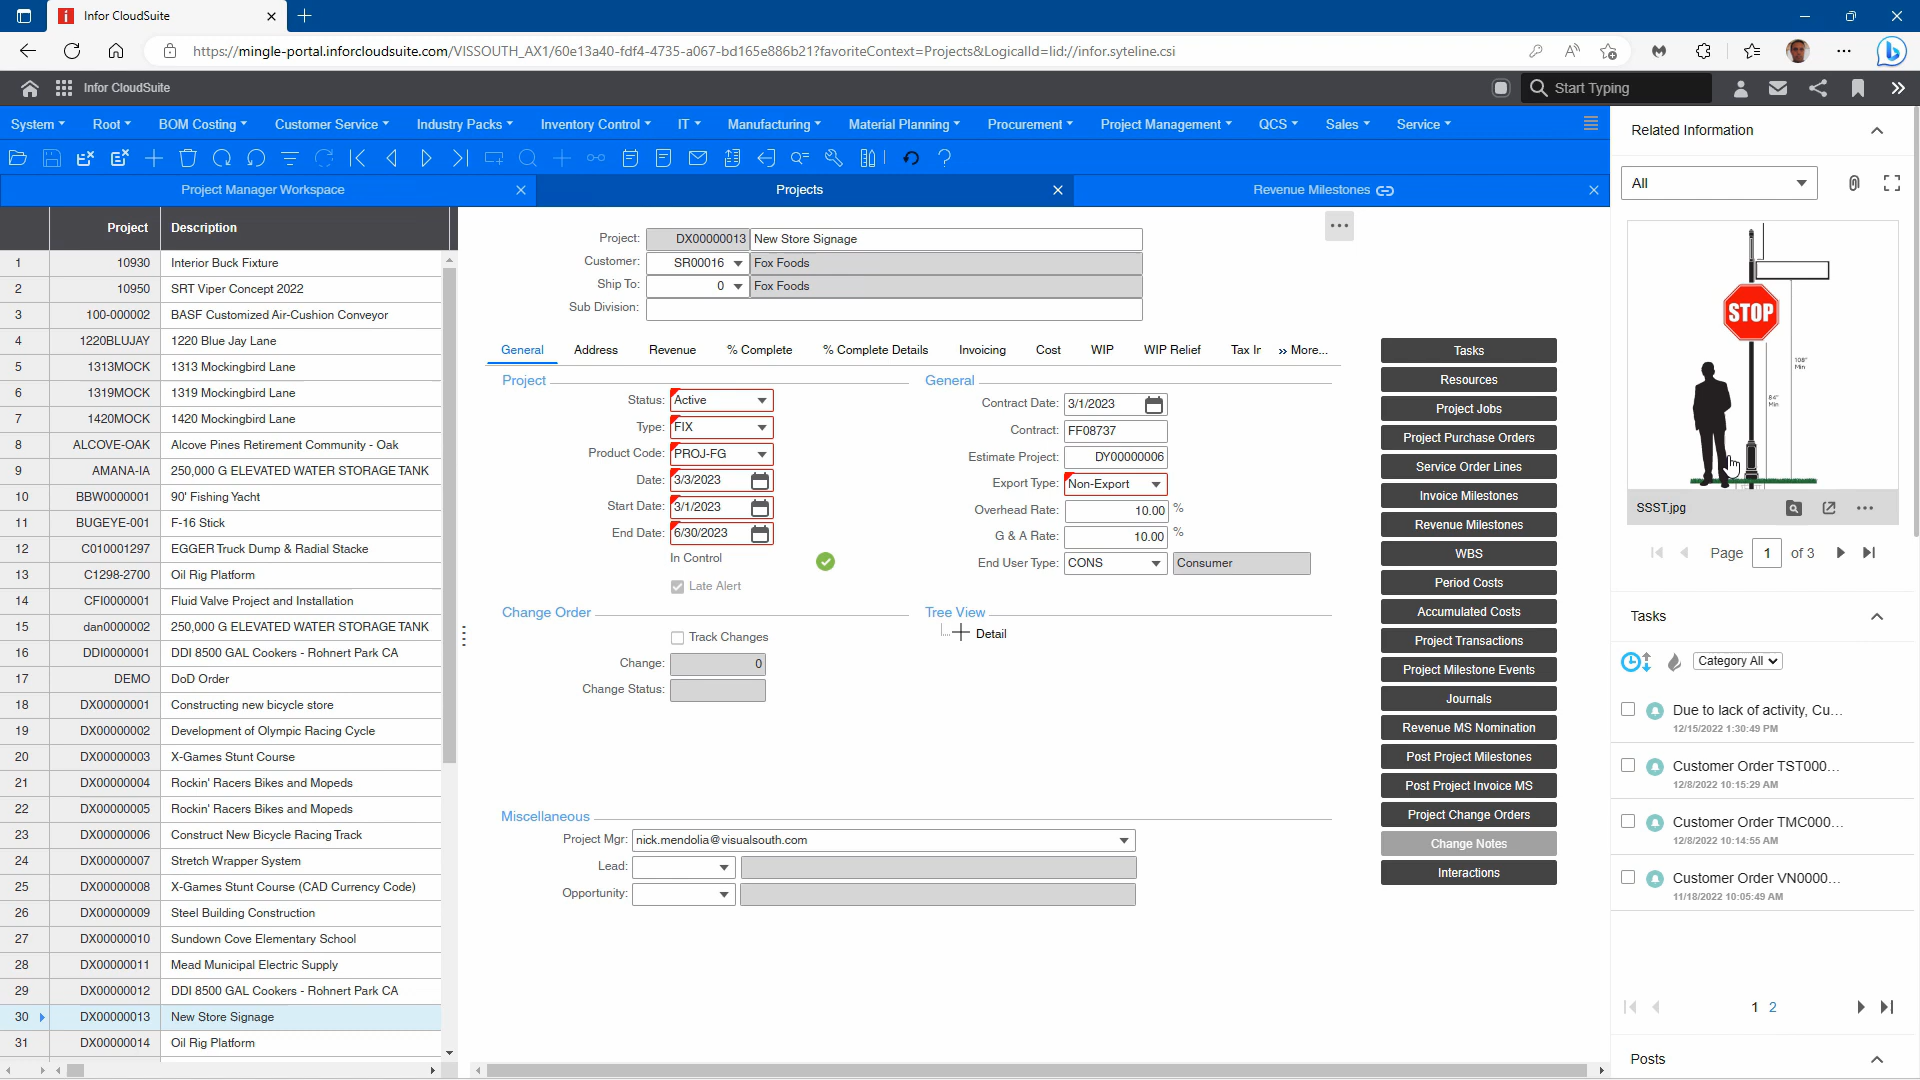 Infor CloudSuite
https://mingle-portal.inforcloudsuite.com/VISSOUTH_AX1/60e13a40-fdf4-4735-a067-bd165e886b21?favoriteContext=Projects&LogicalId=lid://infor.syteline.csi
Infor CloudSuite
Start Typing
System Root BOM Costing Customer Service Industry Packs Inventory Control IT Manufacturing Material Planning Procurement Project Management QCS Sales Service
Project Manager Workspace Projects Revenue Milestones
Project Description
1 10930 Interior Buck Fixture
2 10950 SRT Viper Concept 2022
3 100-000002 BASF Customized Air-Cushion Conveyor
4 1220BLUJAY 1220 Blue Jay Lane
5 1313MOCK 1313 Mockingbird Lane
6 1319MOCK 1319 Mockingbird Lane
7 1420MOCK 1420 Mockingbird Lane
8 ALCOVE-OAK Alcove Pines Retirement Community - Oak
9 AMANA-IA 250,000 G ELEVATED WATER STORAGE TANK
10 BBW0000001 90' Fishing Yacht
11 BUGEYE-001 F-16 Stick
12 C010001297 EGGER Truck Dump & Radial Stacke
13 C1298-2700 Oil Rig Platform
14 CFI0000001 Fluid Valve Project and Installation
15 dan0000002 250,000 G ELEVATED WATER STORAGE TANK
16 DDI0000001 DDI 8500 GAL Cookers - Rohnert Park CA
17 DEMO DoD Order
18 DX00000001 Constructing new bicycle store
19 DX00000002 Development of Olympic Racing Cycle
20 DX00000003 X-Games Stunt Course
21 DX00000004 Rockin' Racers Bikes and Mopeds
22 DX00000005 Rockin' Racers Bikes and Mopeds
23 DX00000006 Construct New Bicycle Racing Track
24 DX00000007 Stretch Wrapper System
25 DX00000008 X-Games Stunt Course (CAD Currency Code)
26 DX00000009 Steel Building Construction
27 DX00000010 Sundown Cove Elementary School
28 DX00000011 Mead Municipal Electric Supply
29 DX00000012 DDI 8500 GAL Cookers - Rohnert Park CA
30 DX00000013 New Store Signage
31 DX00000014 Oil Rig Platform
Project: DX00000013 New Store Signage
Customer: SR00016 Fox Foods
Ship To: 0 Fox Foods
Sub Division:
General Address Revenue % Complete % Complete Details Invoicing Cost WIP WIP Relief Tax Ir » More...
Project
Status: Active
Type: FIX
Product Code: PROJ-FG
Date: 3/3/2023
Start Date: 3/1/2023
End Date: 6/30/2023
In Control
Late Alert
General
Contract Date: 3/1/2023
Contract: FF08737
Estimate Project: DY00000006
Export Type: Non-Export
Overhead Rate: 10.00 %
G & A Rate: 10.00 %
End User Type: CONS Consumer
Change Order
Track Changes
Change: 0
Change Status:
Tree View
Detail
Miscellaneous
Project Mgr: nick.mendolia@visualsouth.com
Lead:
Opportunity:
Tasks
Resources
Project Jobs
Project Purchase Orders
Service Order Lines
Invoice Milestones
Revenue Milestones
WBS
Period Costs
Accumulated Costs
Project Transactions
Project Milestone Events
Journals
Revenue MS Nomination
Post Project Milestones
Post Project Invoice MS
Project Change Orders
Change Notes
Interactions
Related Information
All
STOP
108"
Min
84"
Min
SSST.jpg
Page 1 of 3
Tasks
Category All
Due to lack of activity, Cu...
12/15/2022 1:30:49 PM
Customer Order TST000...
12/8/2022 10:15:29 AM
Customer Order TMC000...
12/8/2022 10:14:55 AM
Customer Order VN0000...
11/18/2022 10:05:49 AM
1 2
Posts